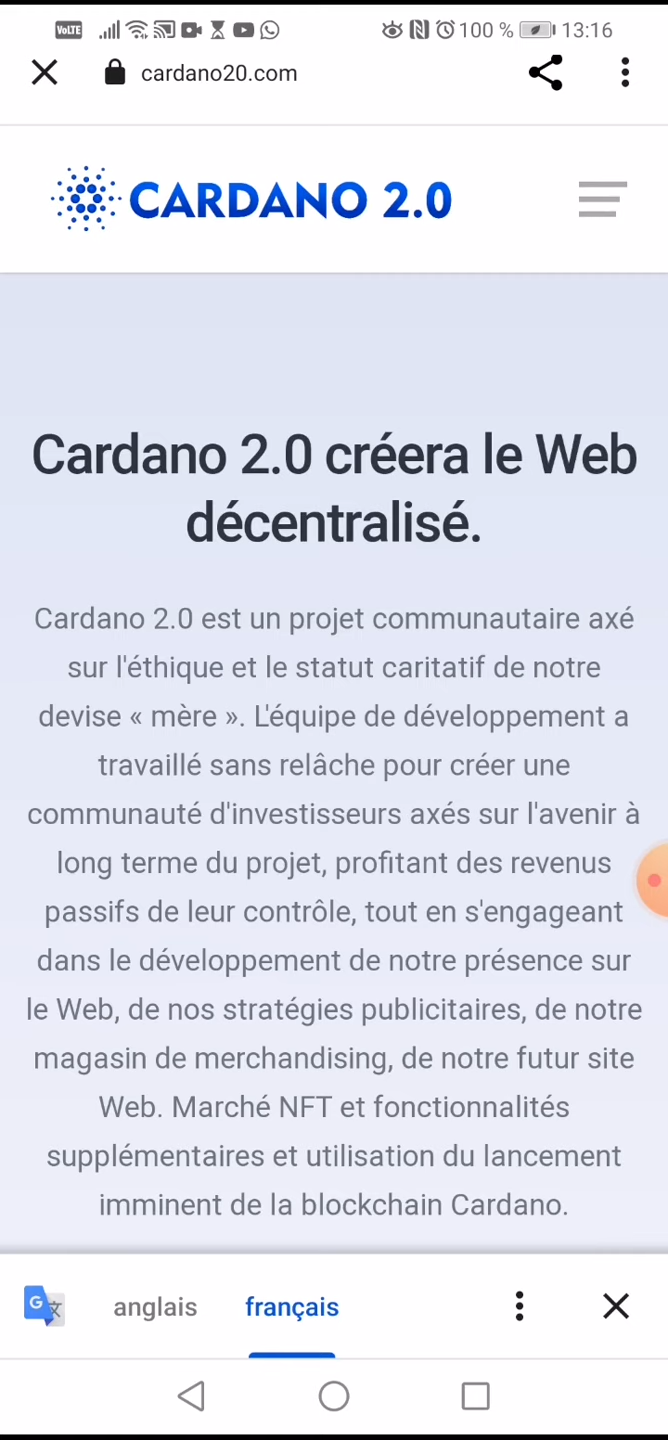 VoLTE 100 % 13:16
cardano20.com
CARDANO 2.0
Cardano 2.0 créera le Web
décentralisé.
Cardano 2.0 est un projet communautaire axé
sur l'éthique et le statut caritatif de notre
devise « mère ». L'équipe de développement a
travaillé sans relâche pour créer une
communauté d'investisseurs axés sur l'avenir à
long terme du projet, profitant des revenus
passifs de leur contrôle, tout en s'engageant
dans le développement de notre présence sur
le Web, de nos stratégies publicitaires, de notre
magasin de merchandising, de notre futur site
Web. Marché NFT et fonctionnalités
supplémentaires et utilisation du lancement
imminent de la blockchain Cardano.
G 文 anglais français